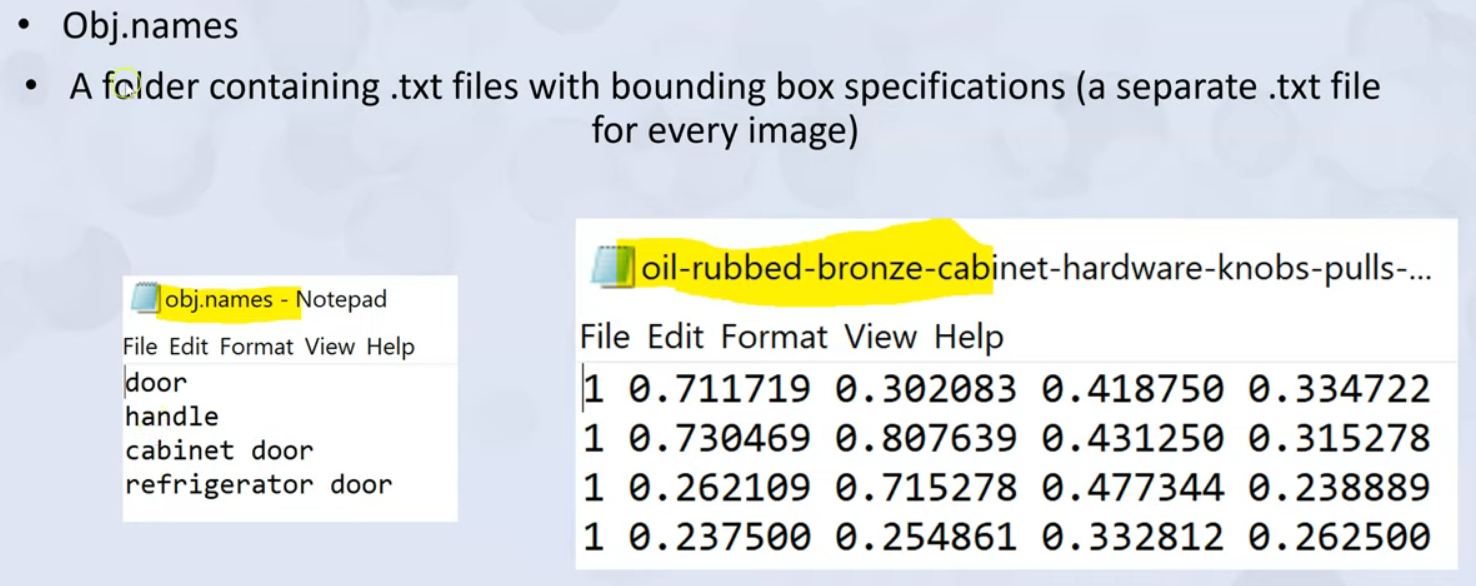 • Obj.names
• A folder containing .txt files with bounding box specifications (a separate .txt file
for every image)
obj.names - Notepad
File Edit Format View Help
door
handle
cabinet door
refrigerator door
oil-rubbed-bronze-cabinet-hardware-knobs-pulls-...
File Edit Format View Help
1 0.711719 0.302083 0.418750 0.334722
1 0.730469 0.807639 0.431250 0.315278
1 0.262109 0.715278 0.477344 0.238889
1 0.237500 0.254861 0.332812 0.262500